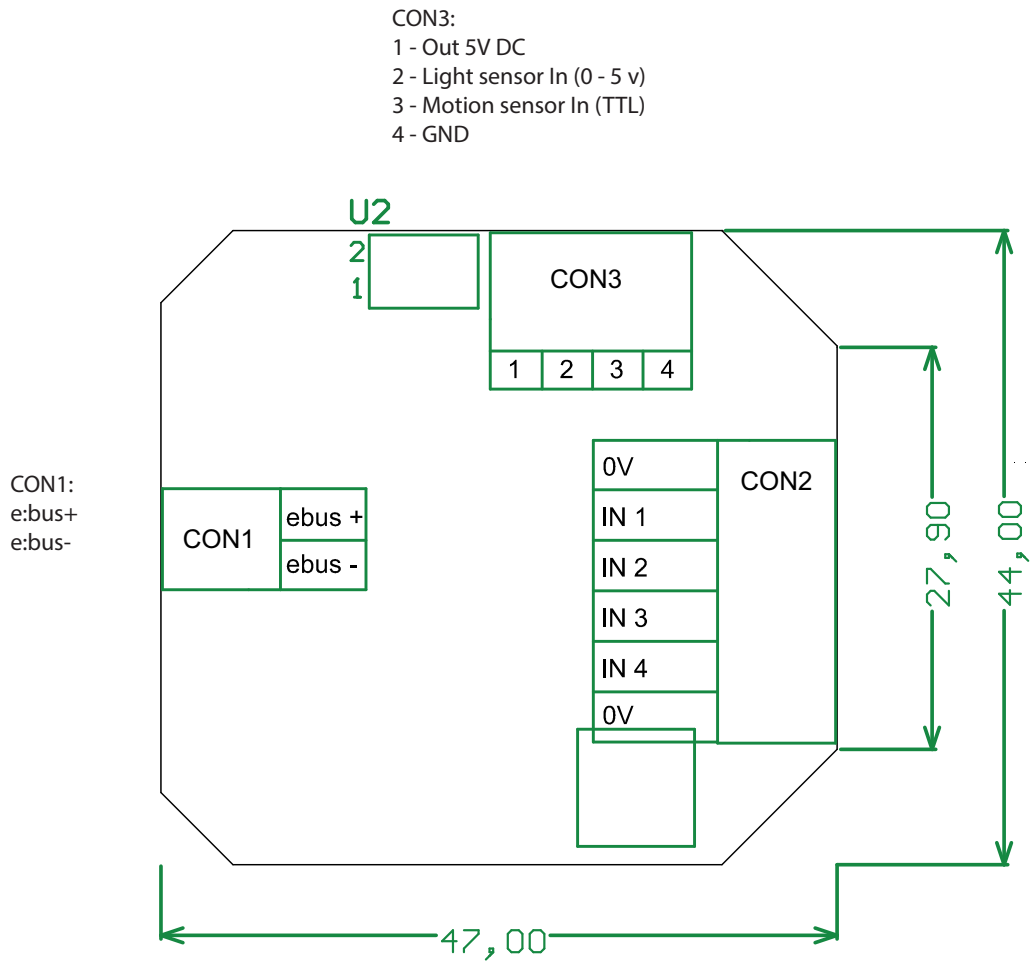 CON3:
1 - Out 5V DC
2 - Light sensor In (0 - 5 v)
3 - Motion sensor In (TTL)
4 - GND
U2
2
1
CON3
1 2 3 4
CON1:
e:bus+
e:bus-
CON1
ebus +
ebus -
0V
IN 1
IN 2
IN 3
IN 4
0V
CON2
27,90
44,00
47,00